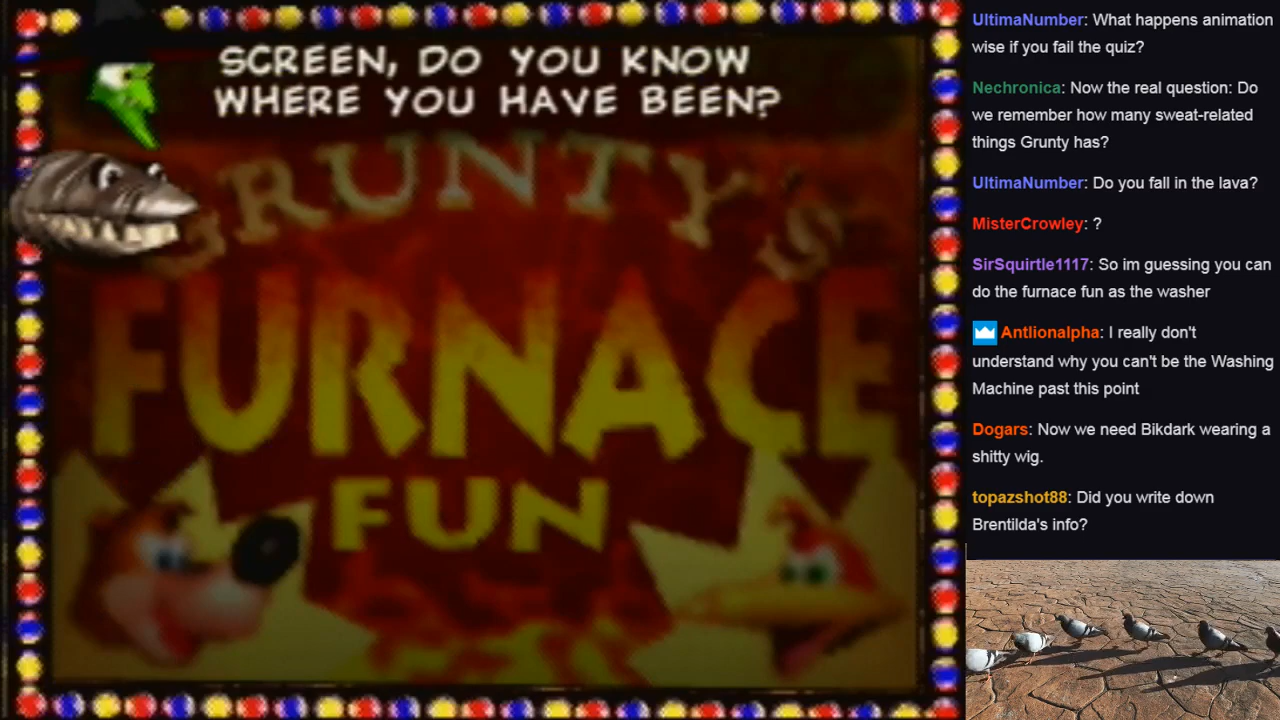 SCREEN, DO YOU KNOW
WHERE YOU HAVE BEEN?
GRUNTY'S
FURNACE
FUN
UltimaNumber: What happens animation
wise if you fail the quiz?
Nechronica: Now the real question: Do
we remember how many sweat-related
things Grunty has?
UltimaNumber: Do you fall in the lava?
MisterCrowley: ?
SirSquirtle1117: So im guessing you can
do the furnace fun as the washer
Antlionalpha: I really don't
understand why you can't be the Washing
Machine past this point
Dogars: Now we need Bikdark wearing a
shitty wig.
topazshot88: Did you write down
Brentilda's info?